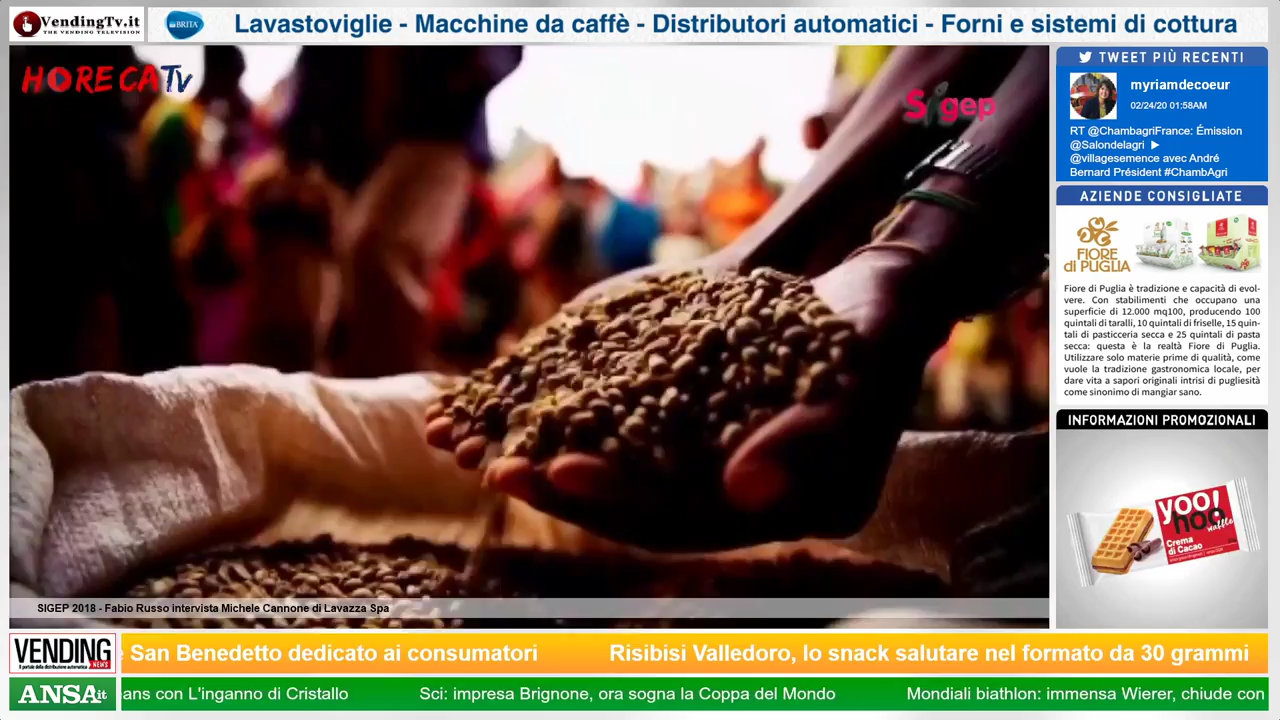 VendingTv.it
THE VENDING TELEVISION
BRITA
Lavastoviglie - Macchine da caffè - Distributori automatici - Forni e sistemi di cottura
HORECATv
Sigep
TWEET PIÙ RECENTI
myriamdecoeur
02/24/20 01:58AM
RT @ChambagriFrance: Émission
@Salondelagri ▶
@villagesemence avec André
Bernard Président #ChambAgri
AZIENDE CONSIGLIATE
FIORE
di PUGLIA
Fiore di Puglia è tradizione e capacità di evol-
vere. Con stabilimenti che occupano una
superficie di 12.000 mq100, producendo 100
quintali di taralli, 10 quintali di friselle, 15 quin-
tali di pasticceria secca e 25 quintali di pasta
secca: questa è la realtà Fiore di Puglia.
Utilizzare solo materie prime di qualità, come
vuole la tradizione gastronomica locale, per
dare vita a sapori originali intrisi di pugliesità
come sinonimo di mangiar sano.
INFORMAZIONI PROMOZIONALI
yoo!
hoo
waffle
Crema
di Cacao
SIGEP 2018 - Fabio Russo intervista Michele Cannone di Lavazza Spa
VENDING
NEWS
Il portale della distribuzione automatica
San Benedetto dedicato ai consumatori
Risibisi Valledoro, lo snack salutare nel formato da 30 grammi
ANSA.it
ans con L'inganno di Cristallo
Sci: impresa Brignone, ora sogna la Coppa del Mondo
Mondiali biathlon: immensa Wierer, chiude con